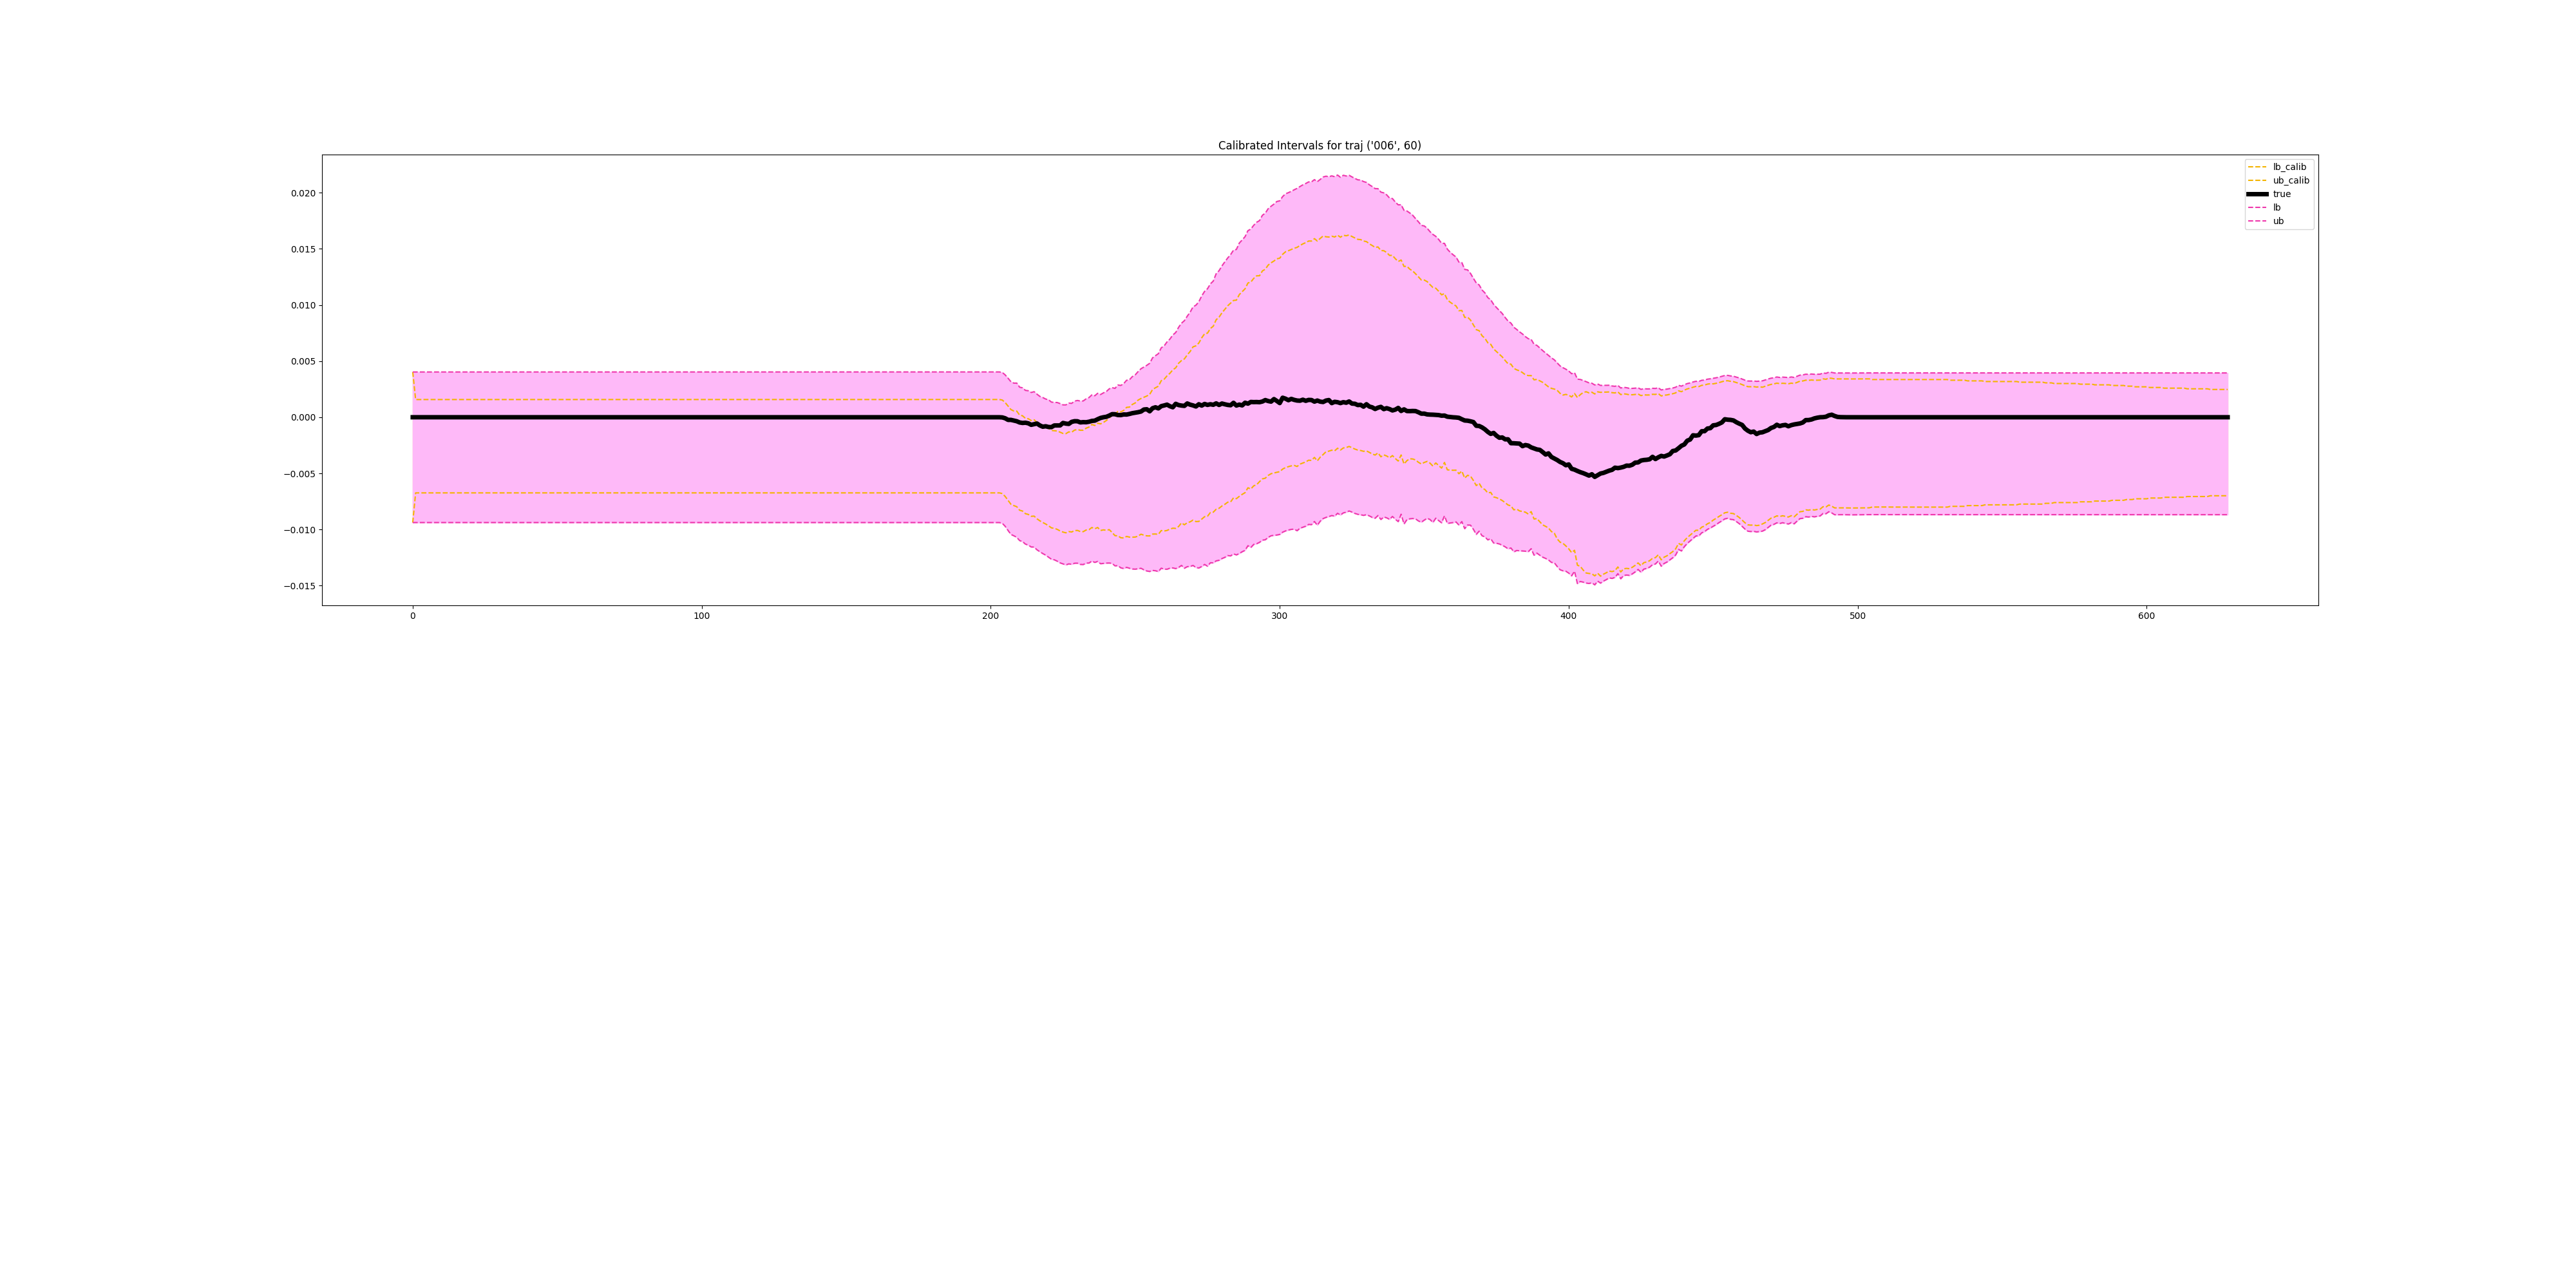 Calibrated Intervals for traj ('006', 60)
lb_calib
ub_calib
true
lb
ub
0.020
0.015
0.010
0.005
0.000
−0.005
−0.010
−0.015
0 100 200 300 400 500 600